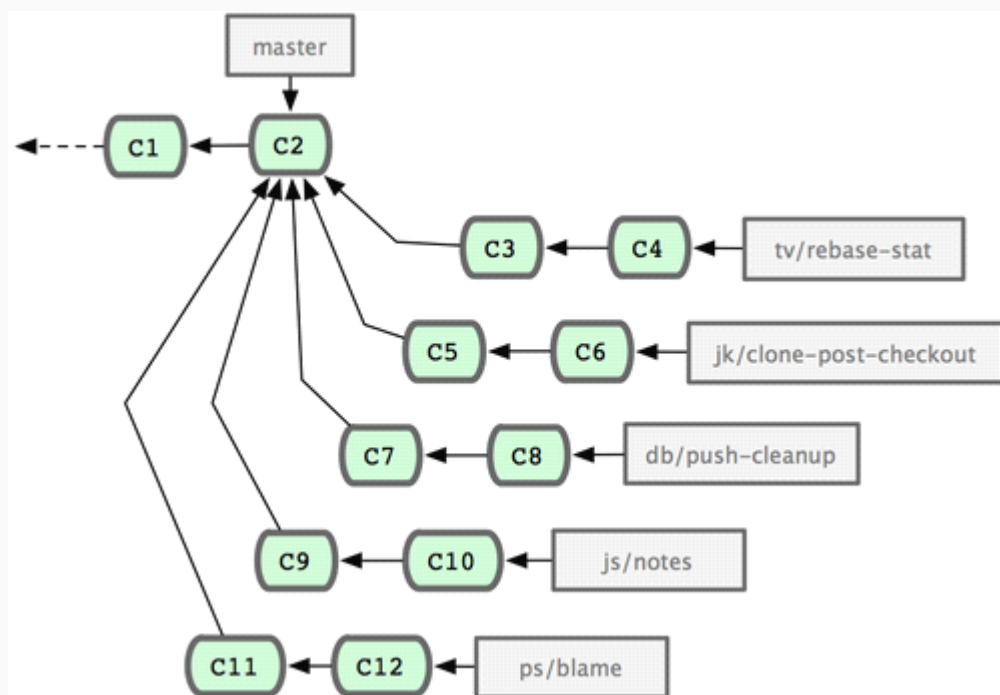 master
C1
C2
C3
C4
tv/rebase-stat
C5
C6
jk/clone-post-checkout
C7
C8
db/push-cleanup
C9
C10
js/notes
C11
C12
ps/blame